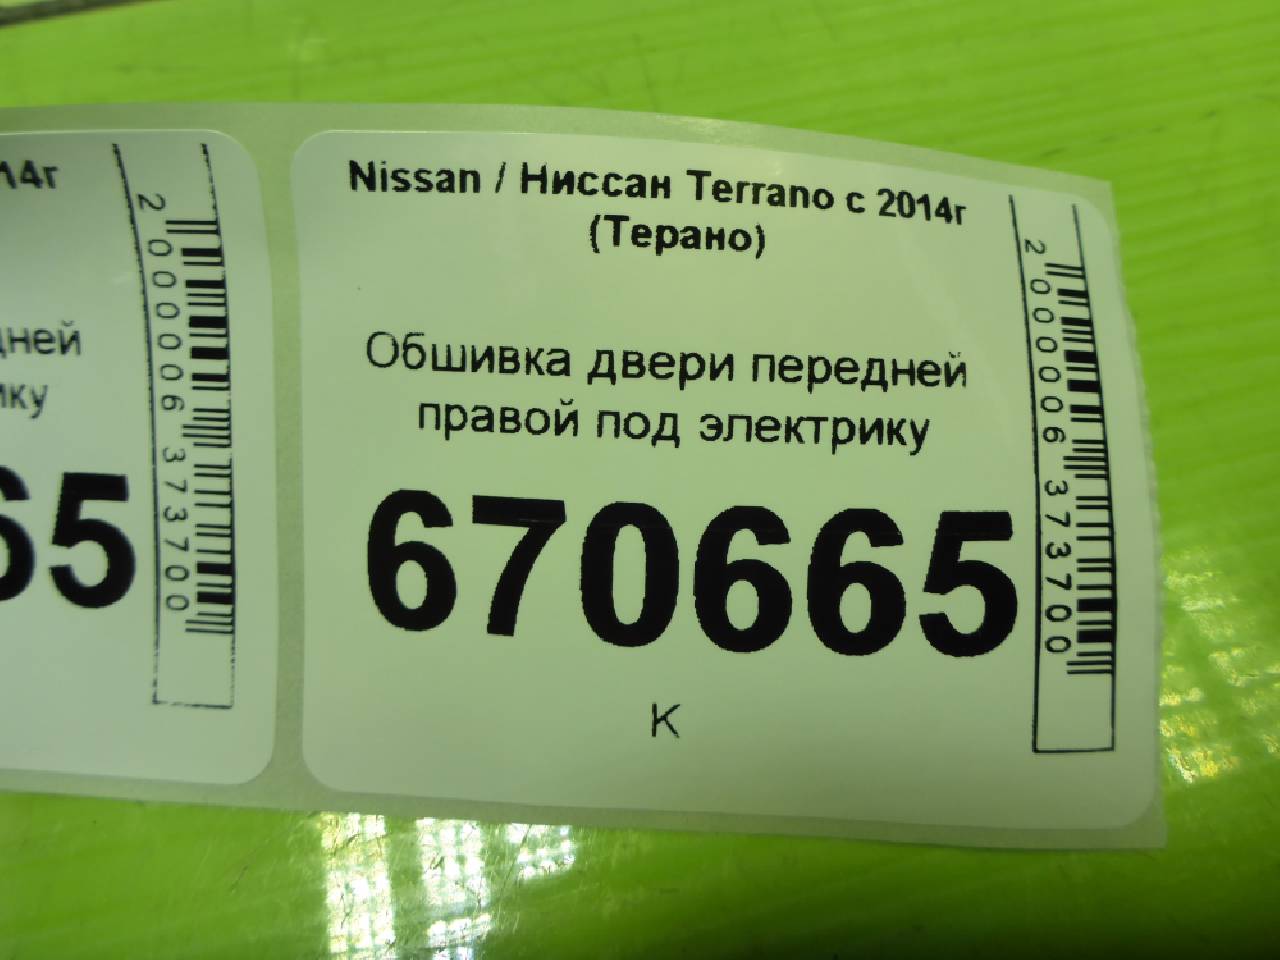 Nissan / Ниссан Terrano с 2014г
(Терано)
Обшивка двери передней
правой под электрику
670665
К
2000006373700
14г
дней
ику
65
2000006373700